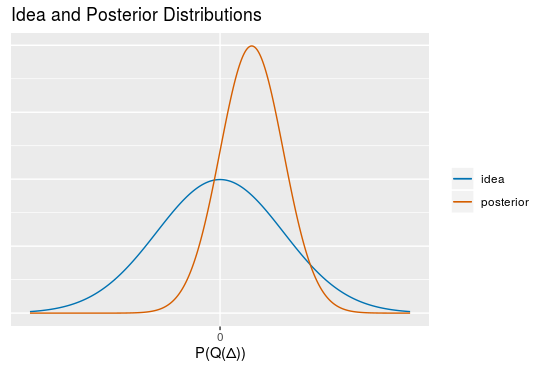 Idea and Posterior Distributions
idea
posterior
0
P(Q(Δ))